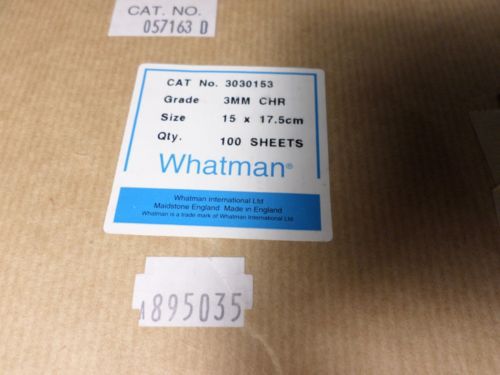 CAT. NO.
057163 D
CAT No. 3030153
Grade 3MM CHR
Size 15 x 17.5cm
Qty. 100 SHEETS
Whatman®
Whatman International Ltd
Maidstone England Made in England
Whatman is a trade mark of Whatman International Ltd
A895035